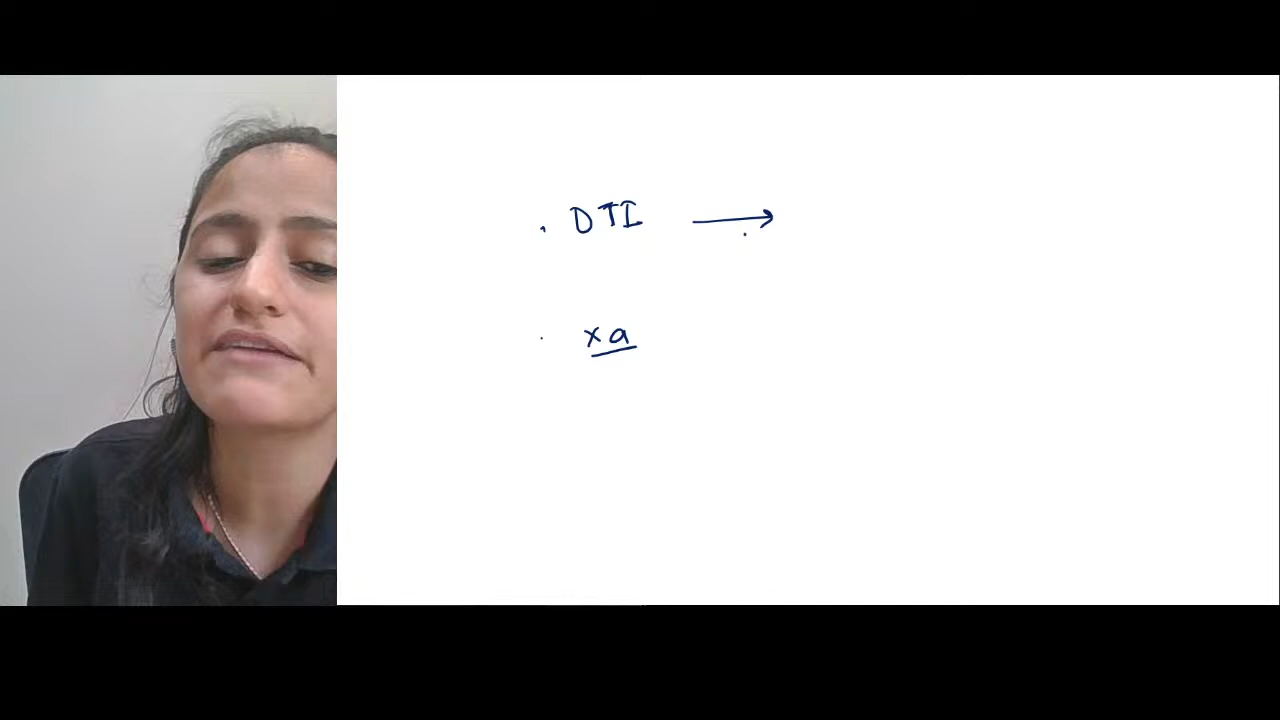 . DTI →
. xa